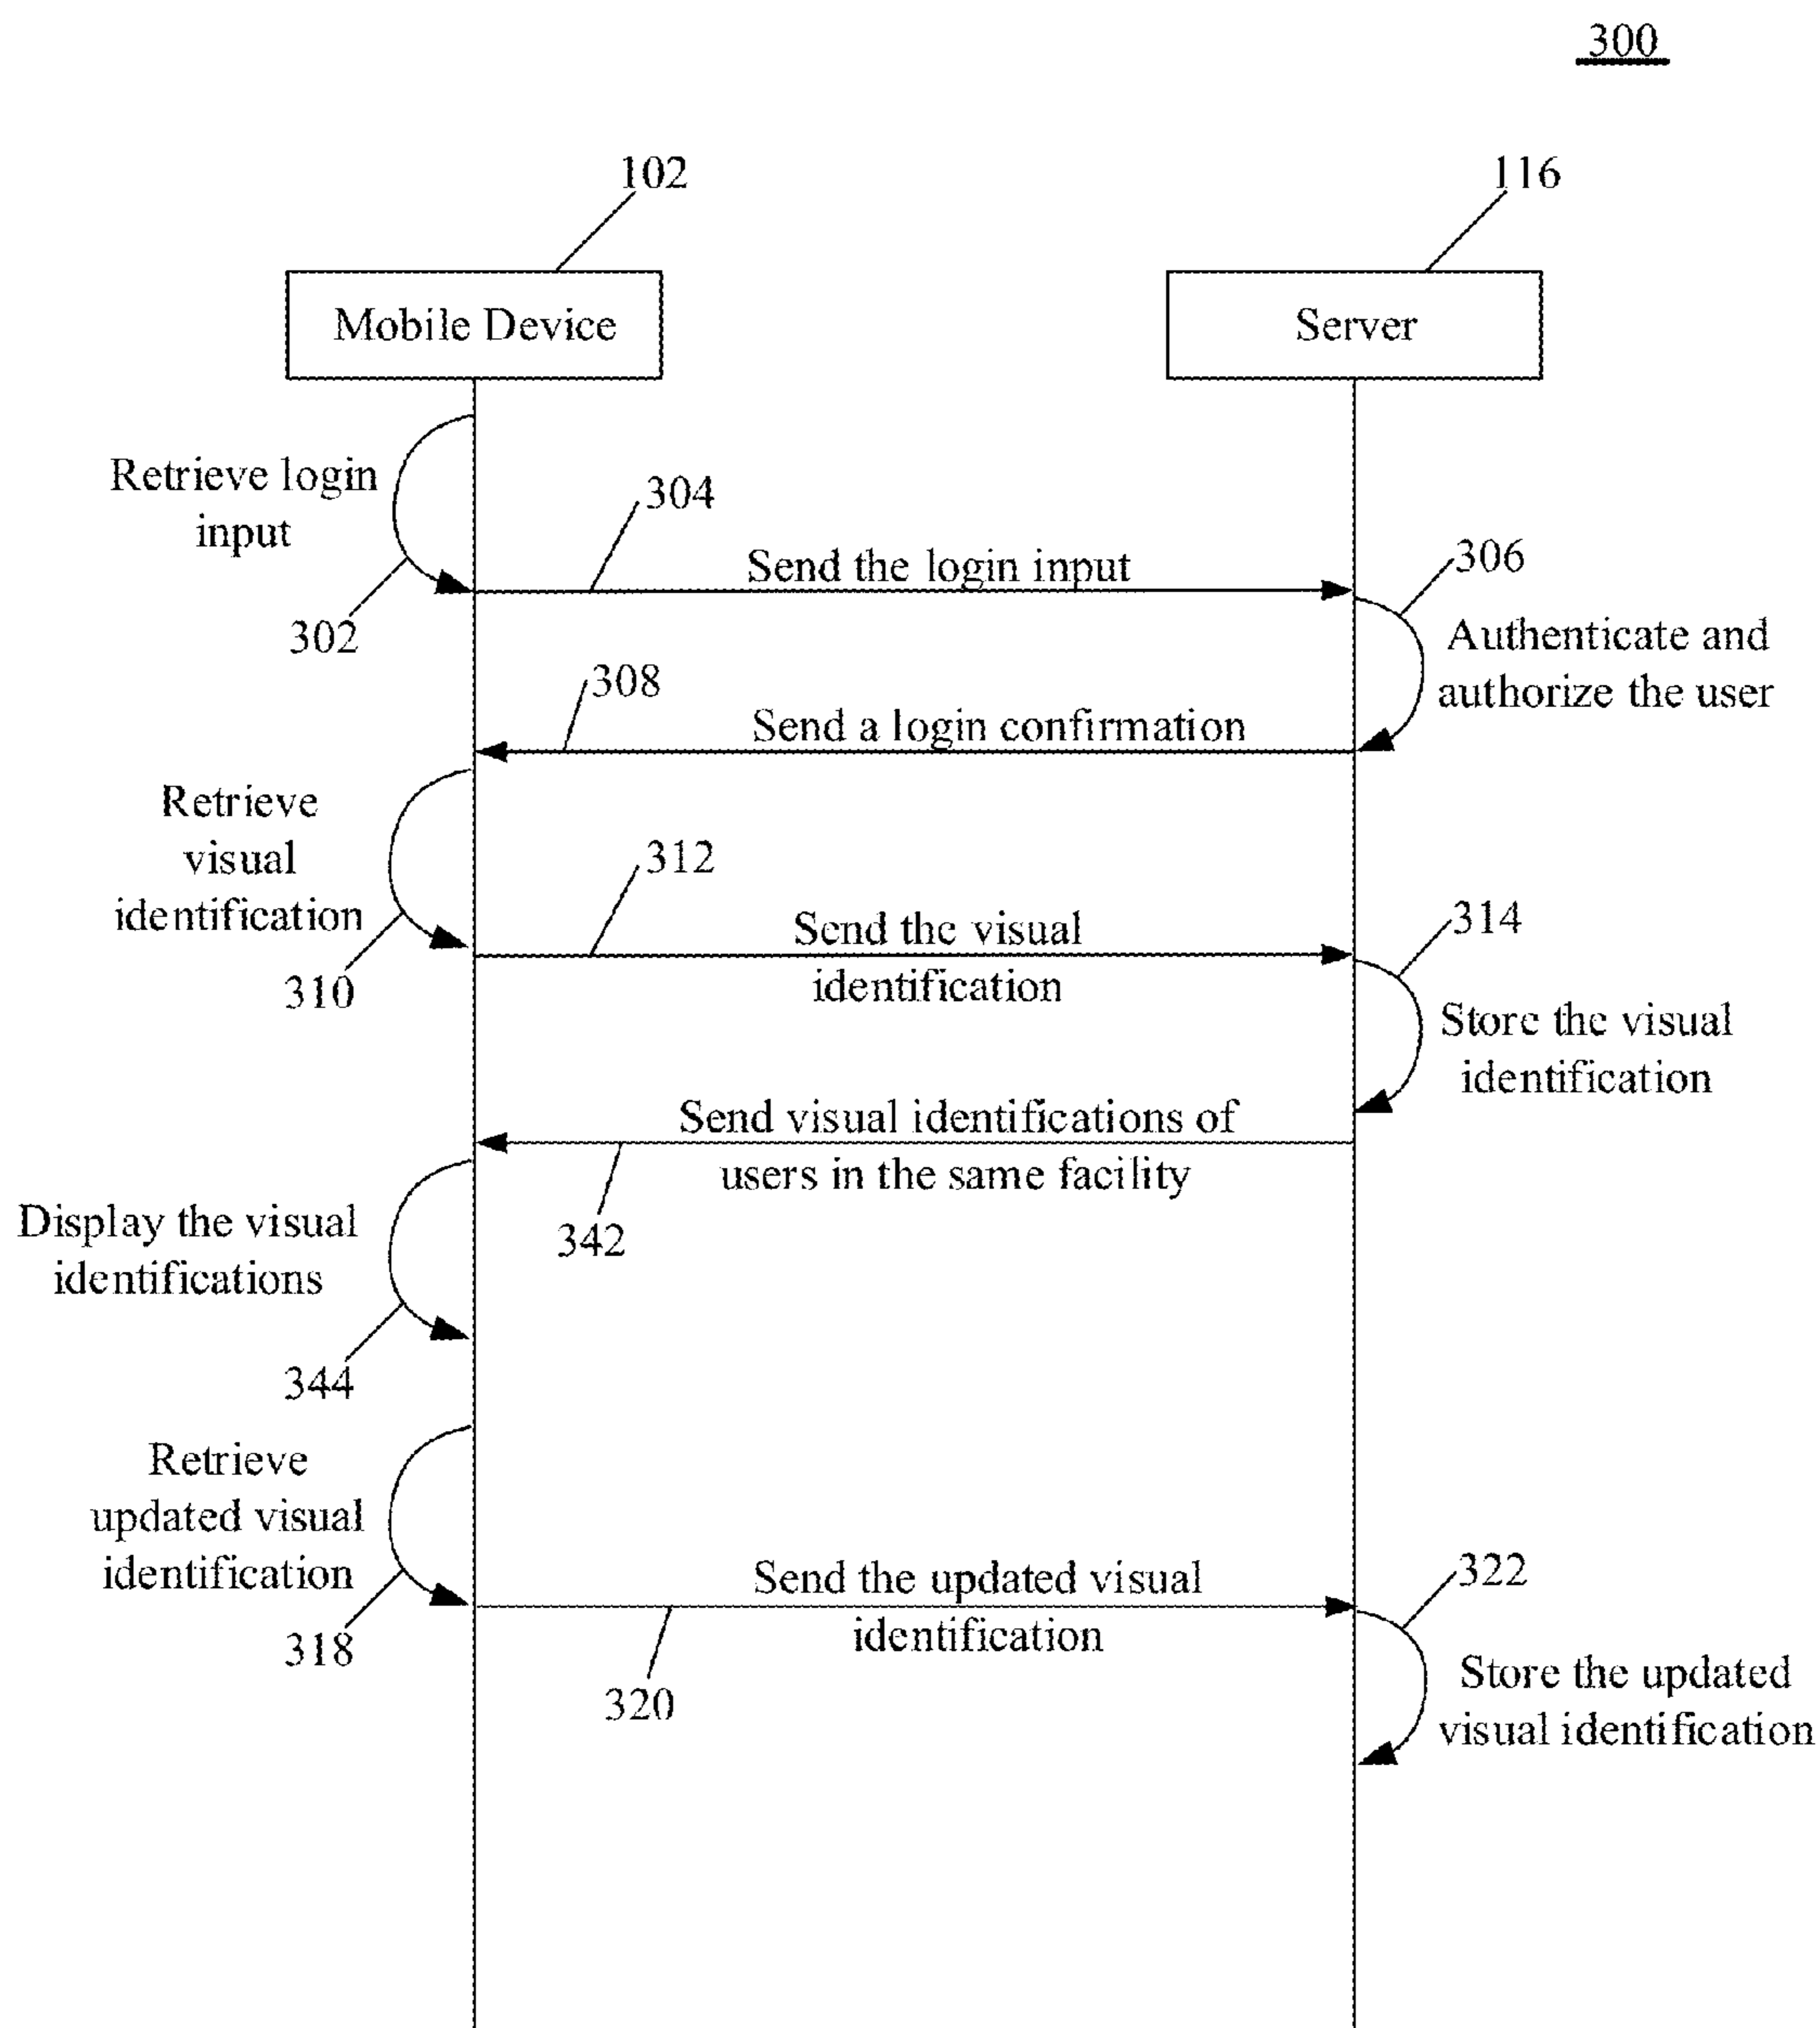 300
102
116
Mobile Device
Server
Retrieve login
input
302
304
Send the login input
306
Authenticate and
authorize the user
308
Send a login confirmation
Retrieve
visual
identification
310
312
Send the visual
identification
314
Store the visual
identification
Send visual identifications of
users in the same facility
342
Display the visual
identifications
344
Retrieve
updated visual
identification
318
Send the updated visual
identification
320
322
Store the updated
visual identification